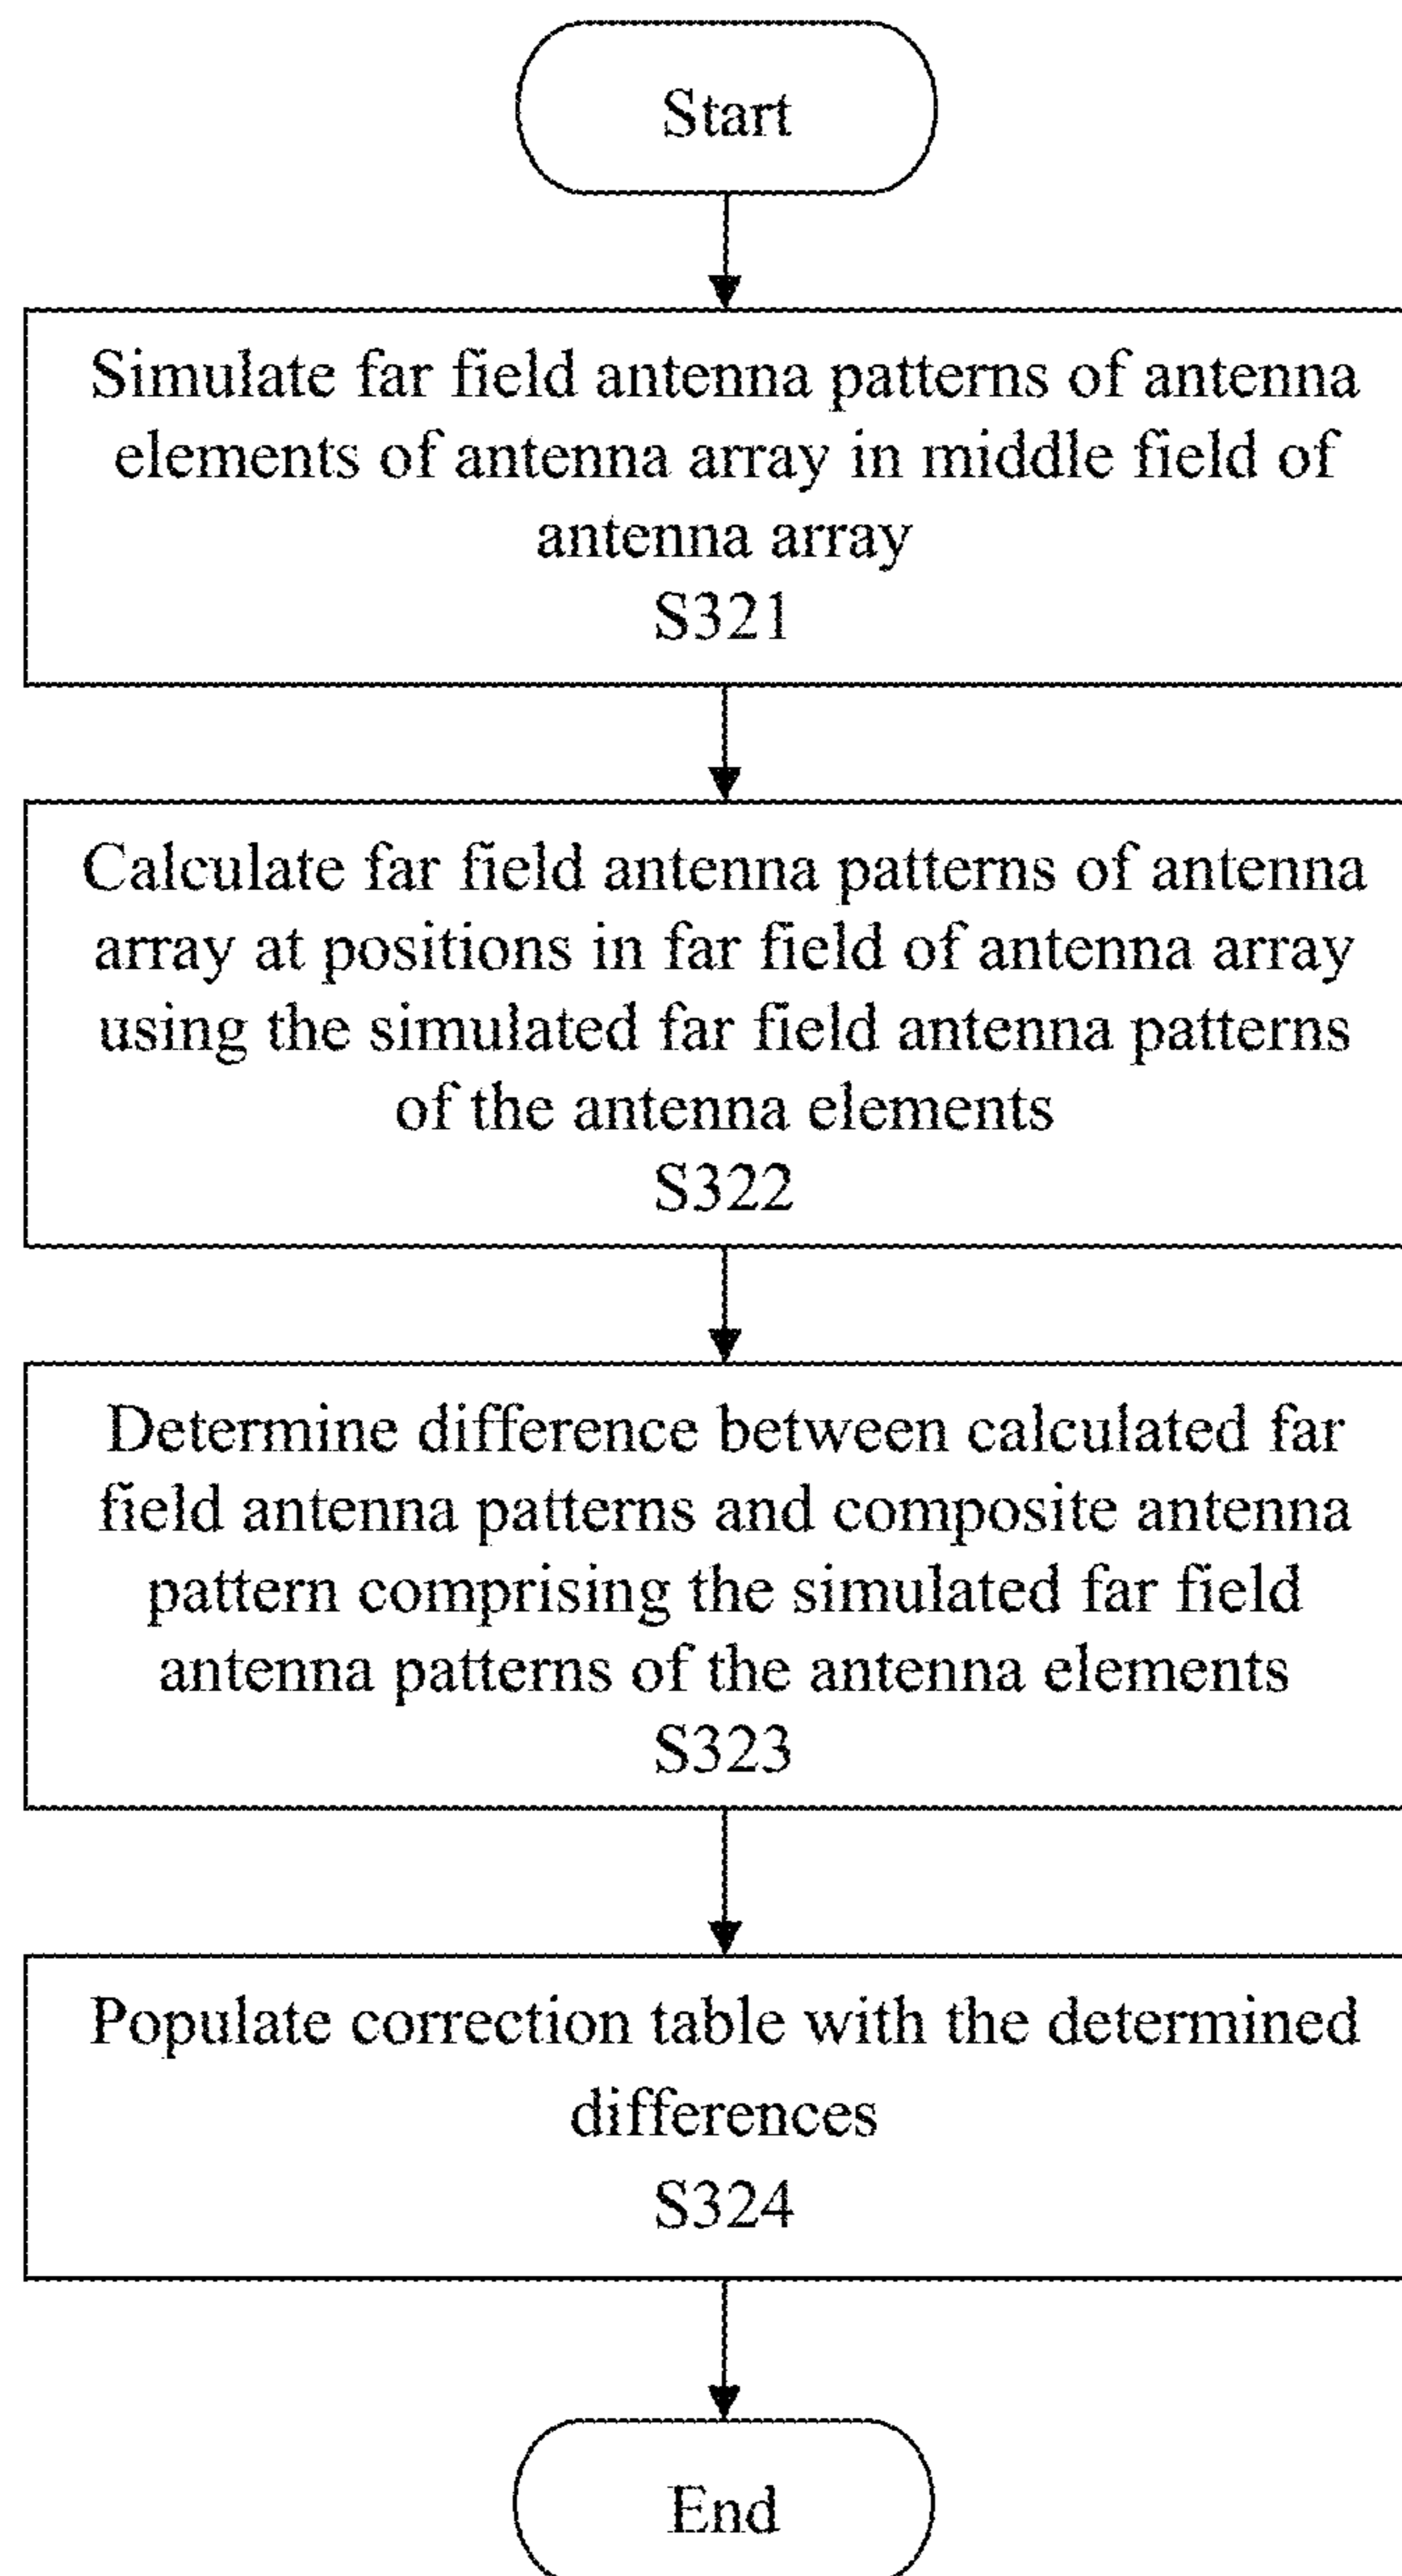 Start
Simulate far field antenna patterns of antenna
elements of antenna array in middle field of
antenna array
S321
Calculate far field antenna patterns of antenna
array at positions in far field of antenna array
using the simulated far field antenna patterns
of the antenna elements
S322
Determine difference between calculated far
field antenna patterns and composite antenna
pattern comprising the simulated far field
antenna patterns of the antenna elements
S323
Populate correction table with the determined
differences
S324
End